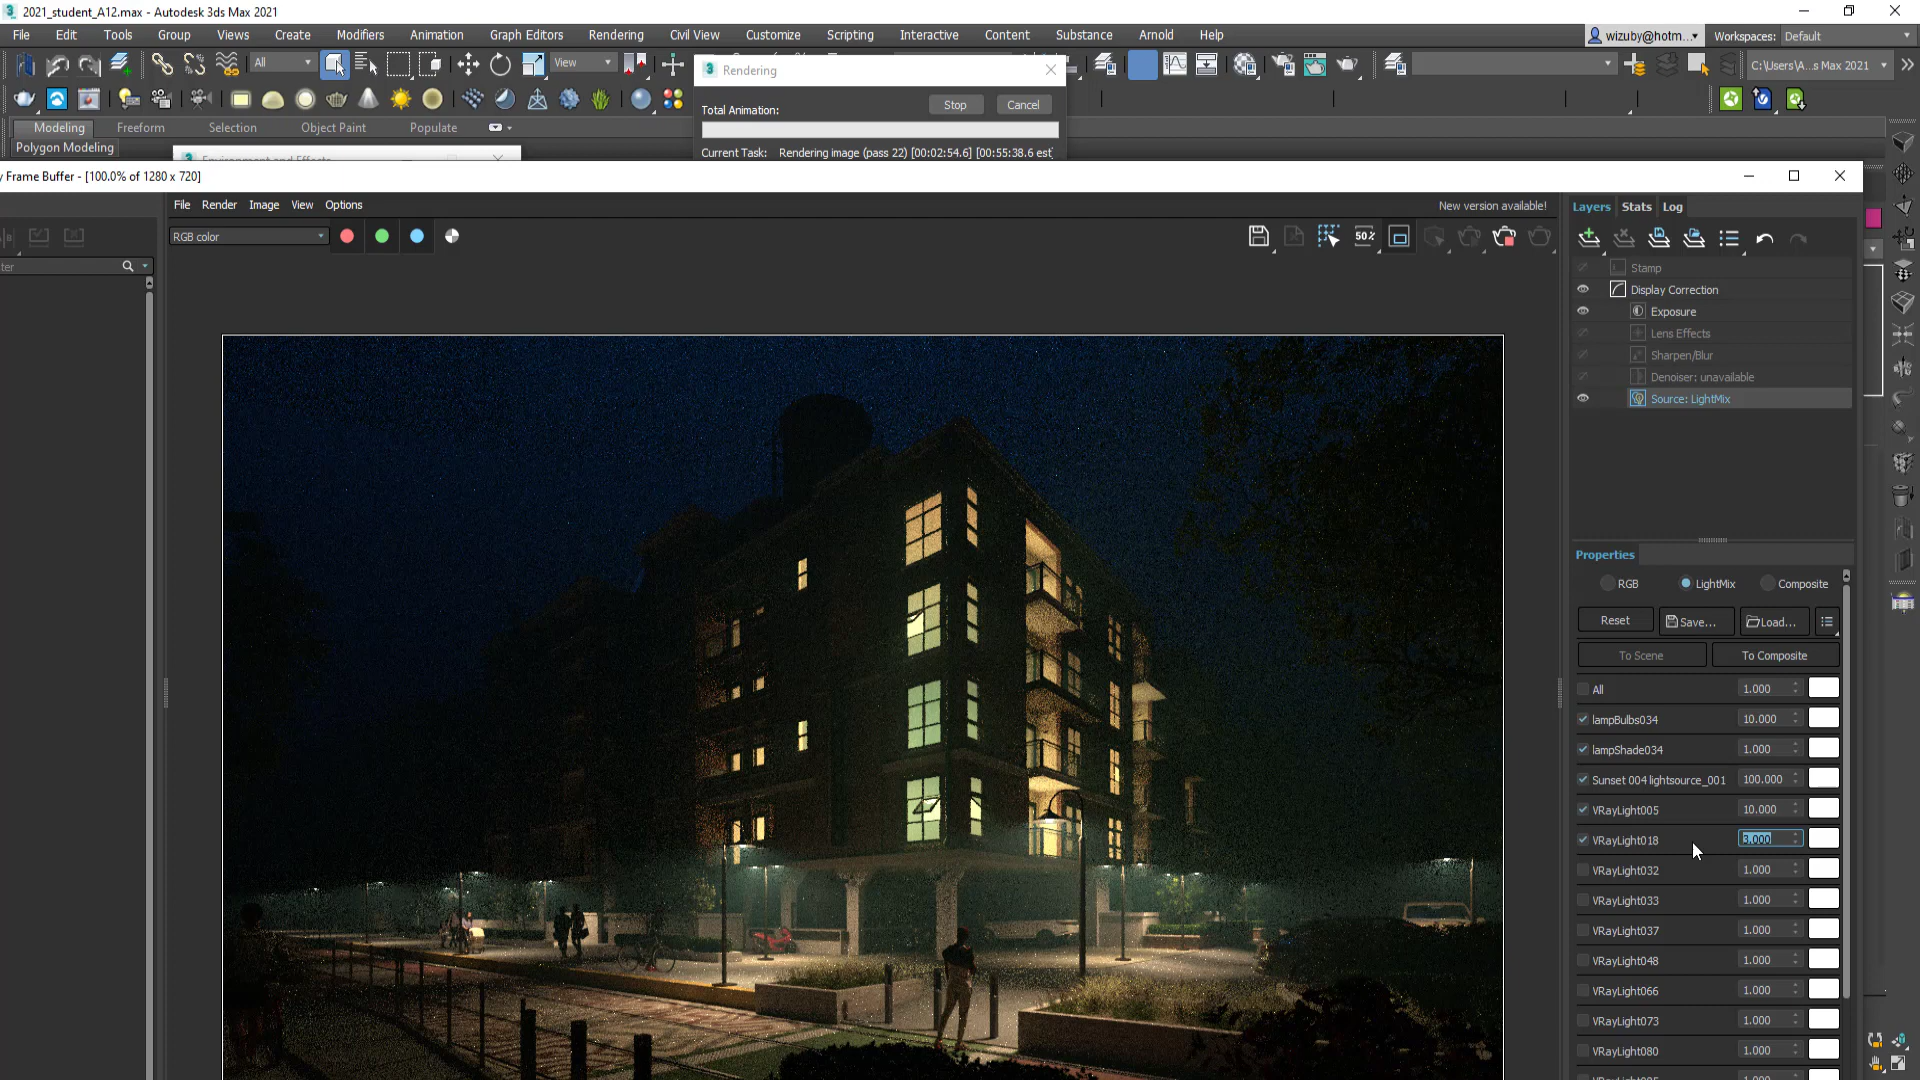 2021_student_A12.max - Autodesk 3ds Max 2021
File Edit Tools Group Views Create Modifiers Animation Graph Editors Rendering Civil View Customize Scripting Interactive Content Substance Arnold Help
wizuby@hotm...
Workspaces: Default
All
View
C:\Users\A...s Max 2021
Rendering
Total Animation:
Stop
Cancel
Current Task: Rendering image (pass 22) [00:02:54.6] [00:55:38.6 est
Modeling Freeform Selection Object Paint Populate
Polygon Modeling
Environment and Effects
y Frame Buffer - [100.0% of 1280 x 720]
File Render Image View Options
New version available!
RGB color
50%
ter
Layers Stats Log
Stamp
Display Correction
Exposure
Lens Effects
Sharpen/Blur
Denoiser: unavailable
Source: LightMix
Properties
RGB LightMix Composite
Reset Save... Load...
To Scene To Composite
All 1.000
lampBulbs034 10.000
lampShade034 1.000
Sunset 004 lightsource_001 100.000
VRayLight005 10.000
VRayLight018 3.000
VRayLight032 1.000
VRayLight033 1.000
VRayLight037 1.000
VRayLight048 1.000
VRayLight066 1.000
VRayLight073 1.000
VRayLight080 1.000